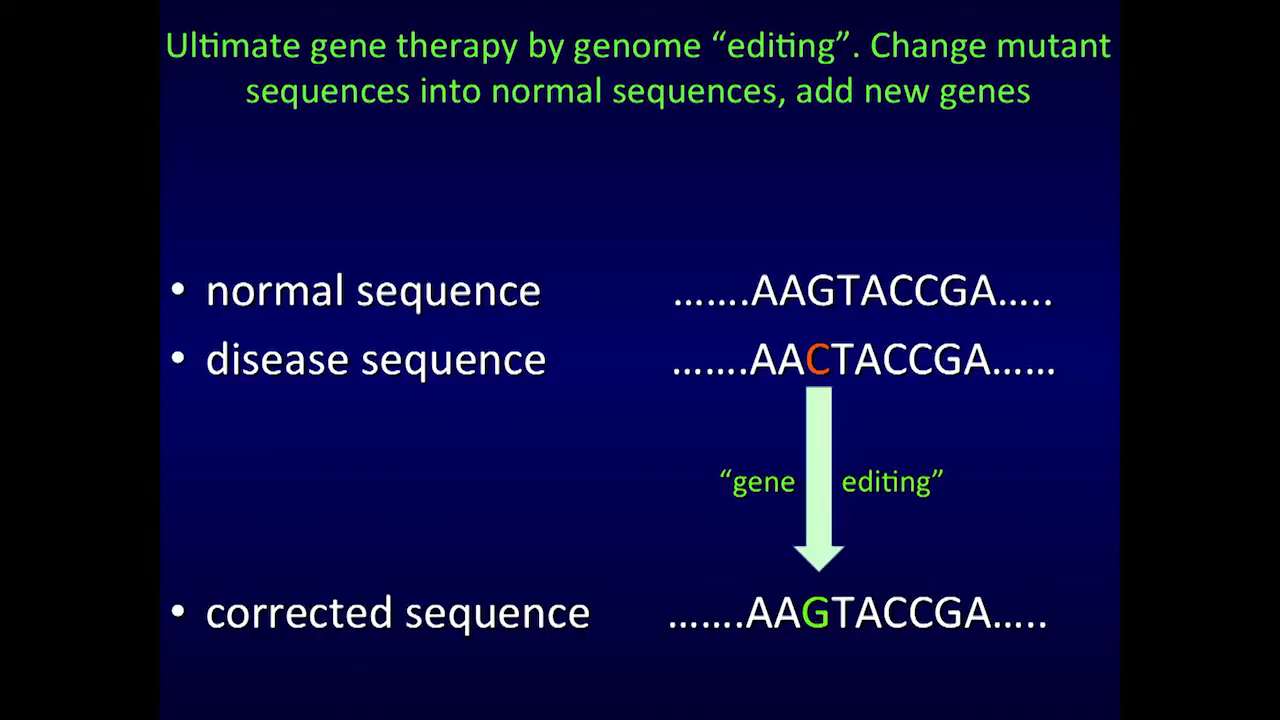 Ultimate gene therapy by genome “editing”. Change mutant
sequences into normal sequences, add new genes
• normal sequence …….AAGTACCGA…..
• disease sequence …….AACTACCGA……
“gene editing”
• corrected sequence …….AAGTACCGA…..